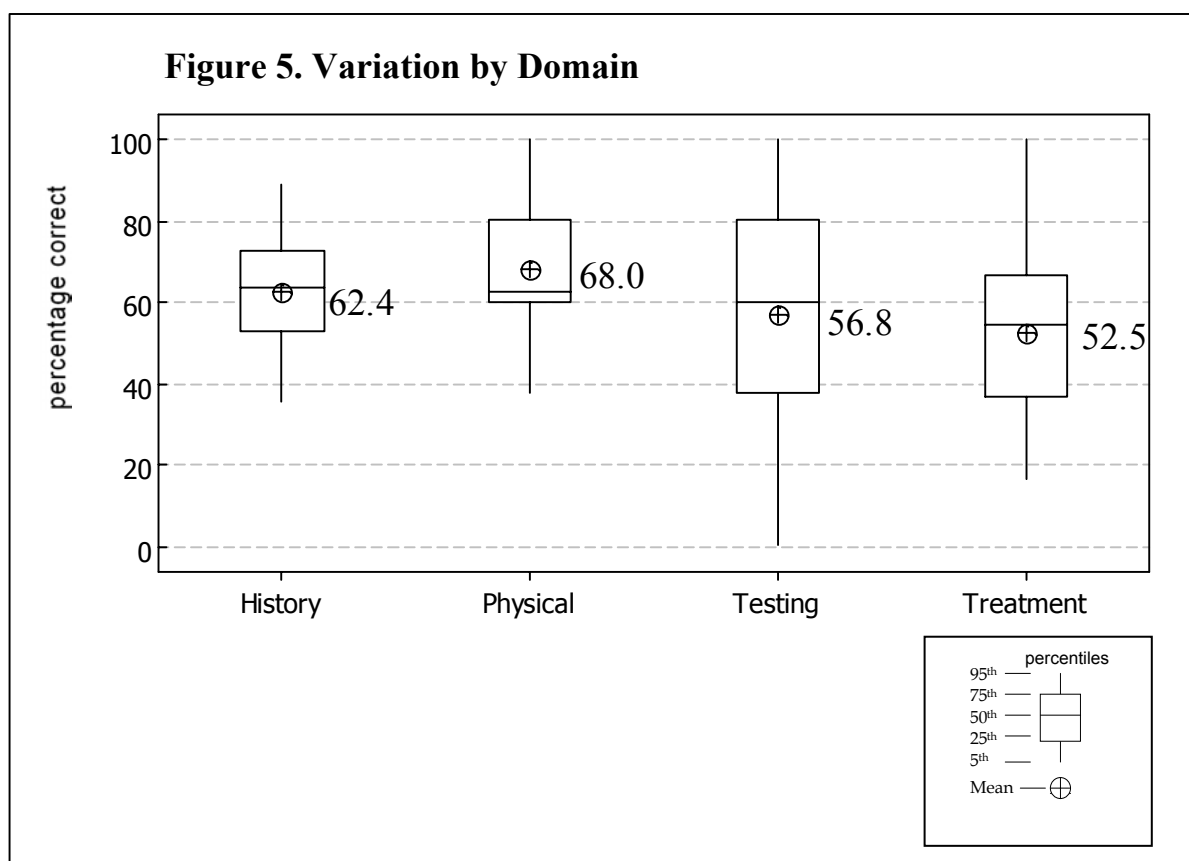 Figure 5. Variation by Domain
percentage correct
100
80
60
40
20
0
62.4
68.0
56.8
52.5
History Physical Testing Treatment
percentiles
95th
75th
50th
25th
5th
Mean